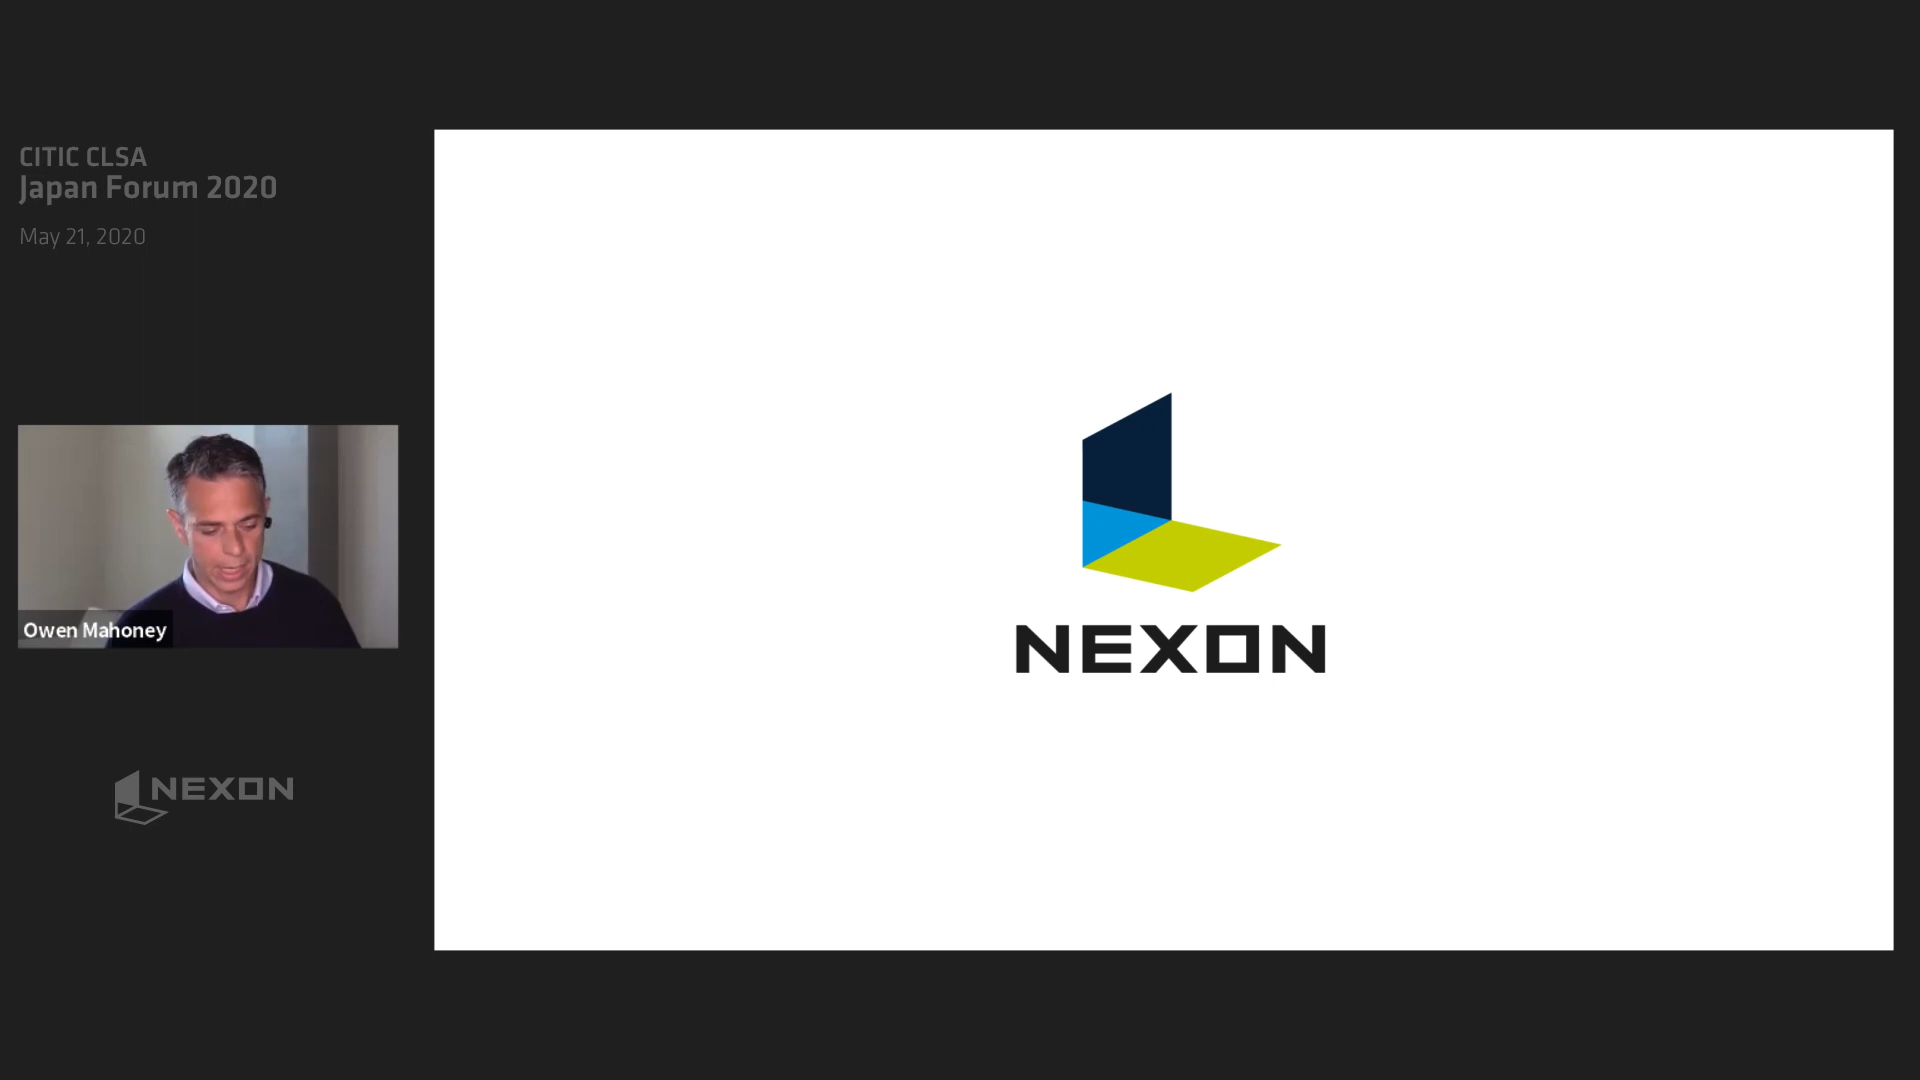 CITIC CLSA
Japan Forum 2020
May 21, 2020
Owen Mahoney
NEXON
NEXON